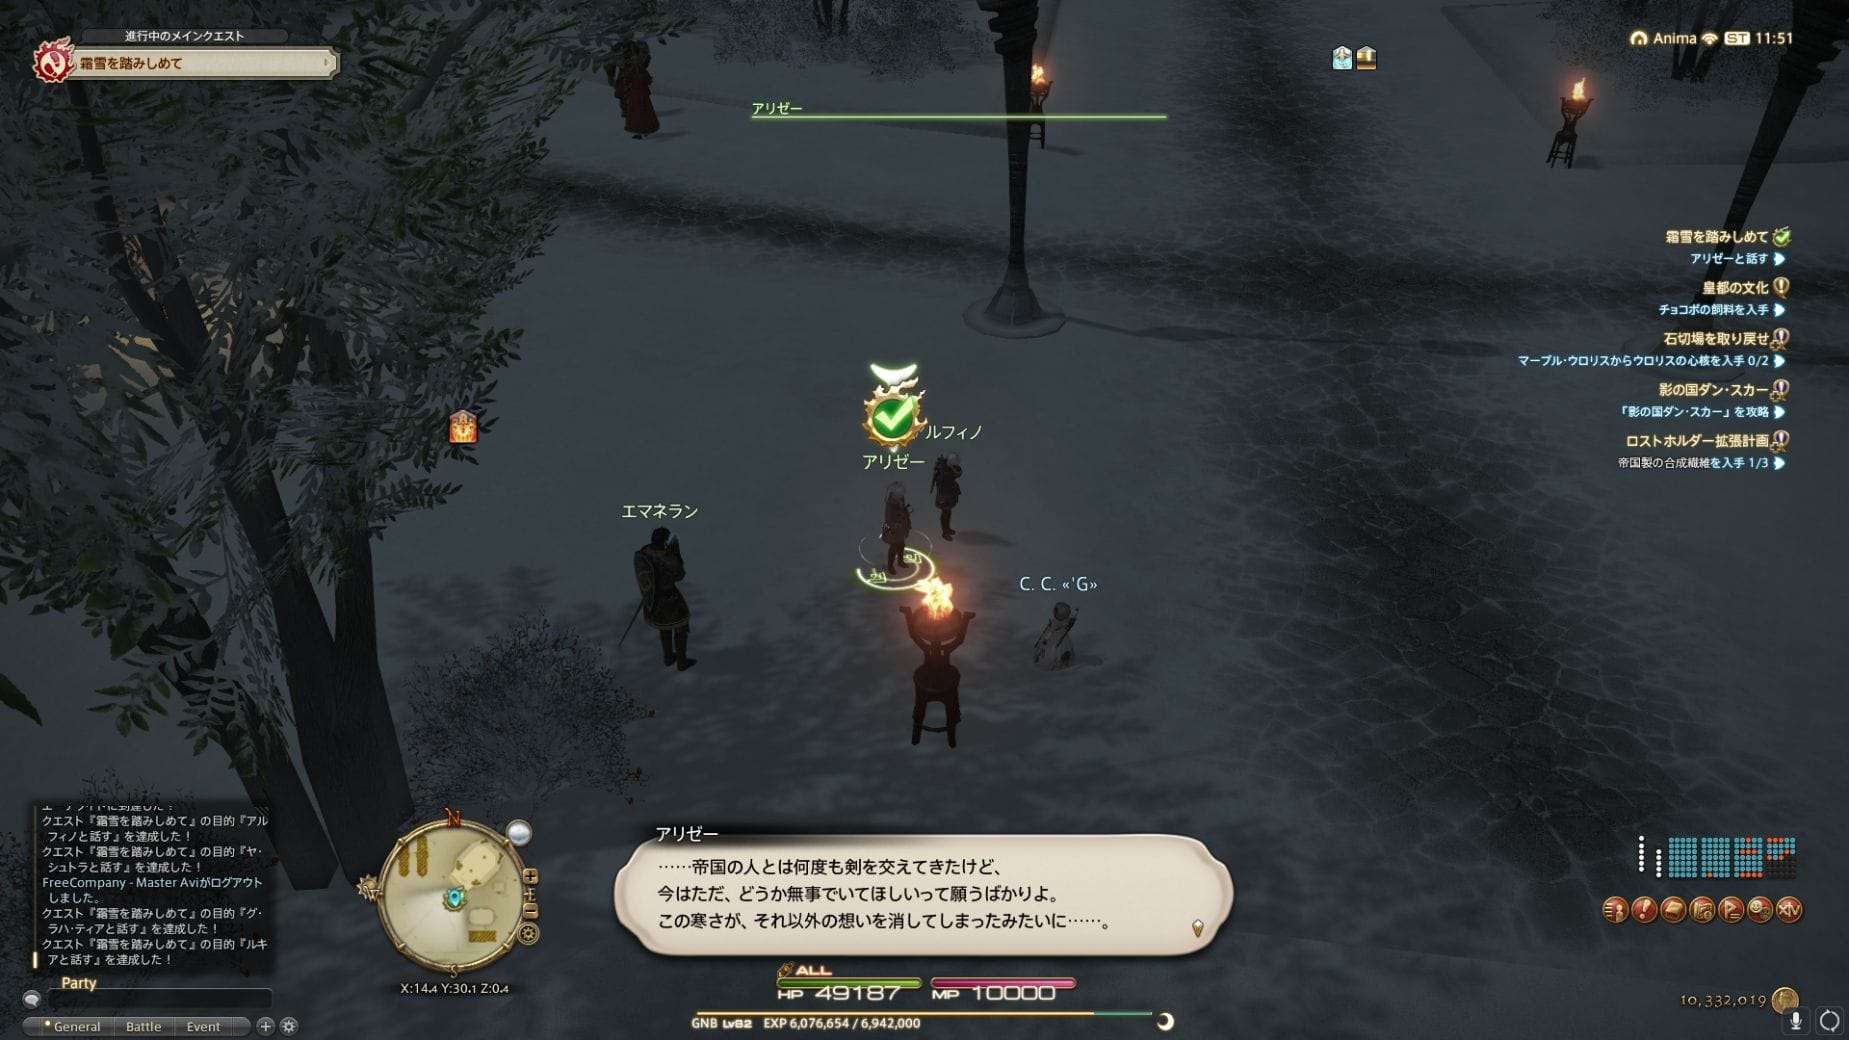 進行中のメインクエスト
霜雪を踏みしめて
Anima ST 11:51
アリゼー
霜雪を踏みしめて
アリゼーと話す
皇都の文化
チョコボの飼料を入手
石切場を取り戻せ
マーブル・ウロリスからウロリスの心核を入手 0/2
影の国ダン・スカー
『影の国ダン・スカー』を攻略
ロストホルダー拡張計画
帝国製の合成繊維を入手 1/3
ルフィノ
アリゼー
エマネラン
C. C. «'G»
クエスト『霜雪を踏みしめて』の目的『アル
フィノと話す』を達成した！
クエスト『霜雪を踏みしめて』の目的『ヤ・
シュトラと話す』を達成した！
FreeCompany - Master Aviがログアウト
しました。
クエスト『霜雪を踏みしめて』の目的『グ・
ラハ・ティアと話す』を達成した！
クエスト『霜雪を踏みしめて』の目的『ルキ
アと話す』を達成した！
Party
General Battle Event
N
S
X:14.4 Y:30.1 Z:0.4
アリゼー
……帝国の人とは何度も剣を交えてきたけど、
今はただ、どうか無事でいてほしいって願うばかりよ。
この寒さが、それ以外の想いを消してしまったみたいに……。
ALL
HP 49187 MP 10000
GNB Lv82 EXP 6,076,654 / 6,942,000
XIV
10,332,019